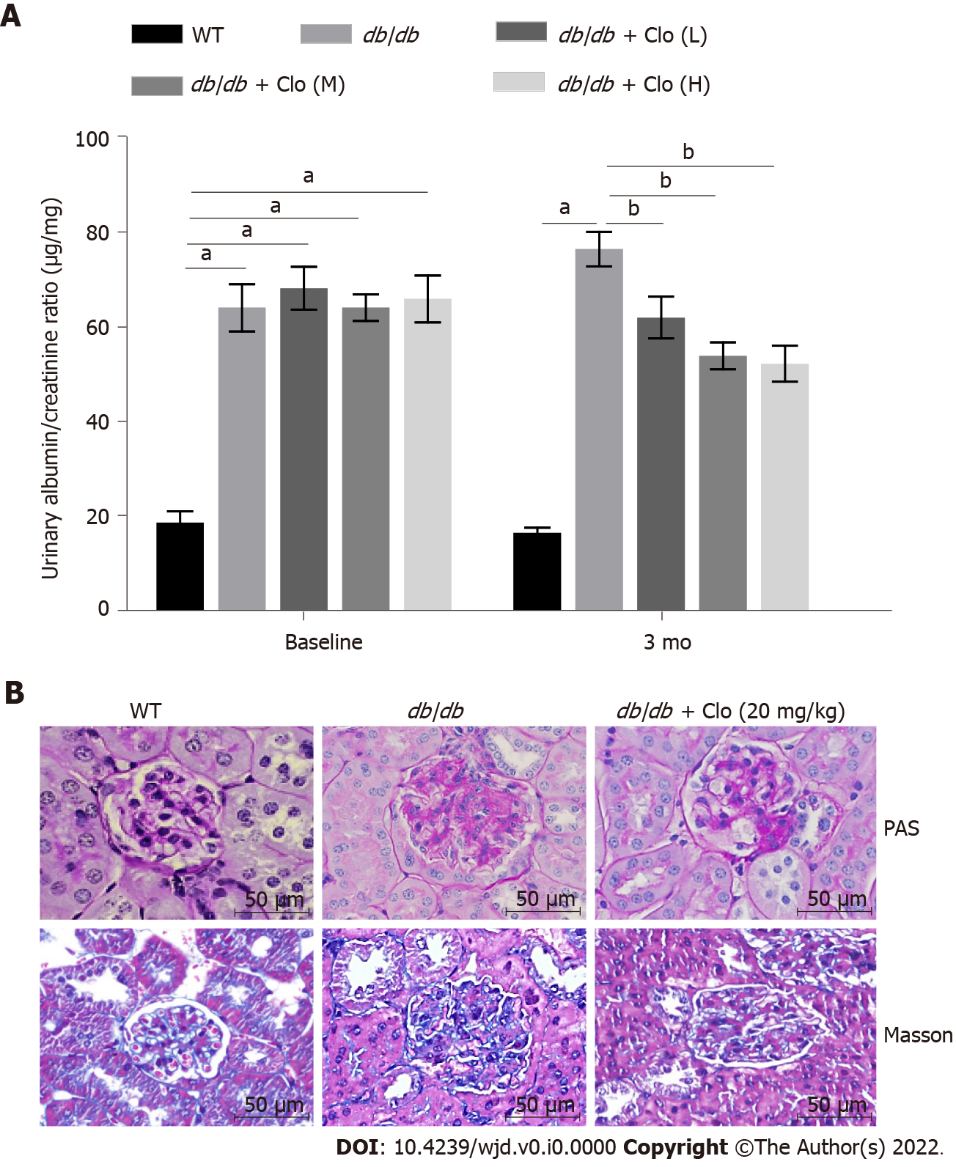 A
WT db/db db/db + Clo (L)
db/db + Clo (M) db/db + Clo (H)
Urinary albumin/creatinine ratio (μg/mg)
100
80
60
40
20
0
a
a
a
a
b
b
a b
Baseline 3 mo
B
WT db/db db/db + Clo (20 mg/kg)
PAS
50 μm 50 μm 50 μm
Masson
50 μm 50 μm 50 μm
DOI: 10.4239/wjd.v0.i0.0000 Copyright ©The Author(s) 2022.